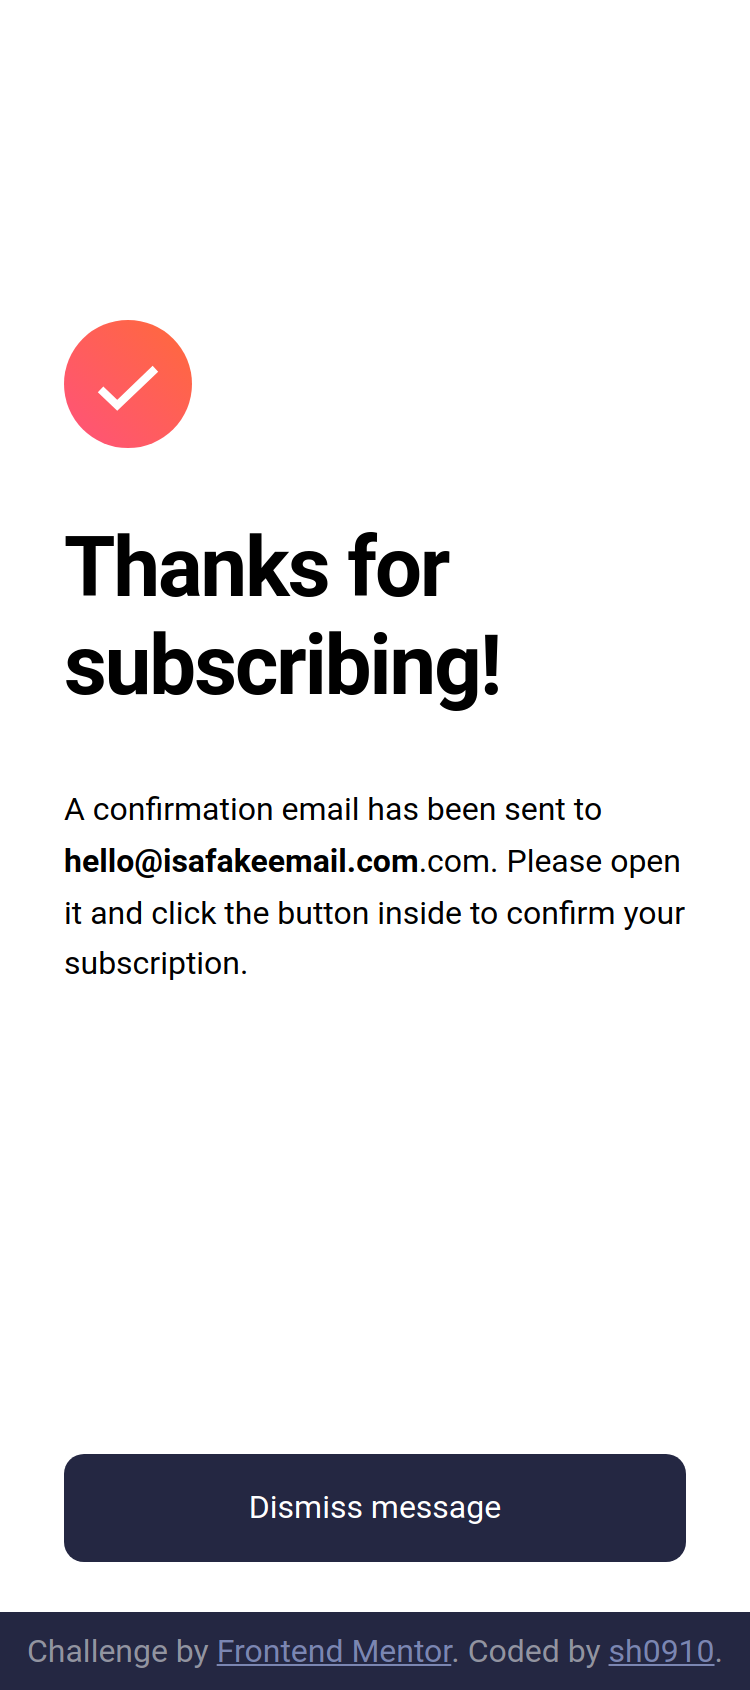 Thanks for
subscribing!
A confirmation email has been sent to
hello@isafakeemail.com.com. Please open
it and click the button inside to confirm your
subscription.
Dismiss message
Challenge by Frontend Mentor. Coded by sh0910.